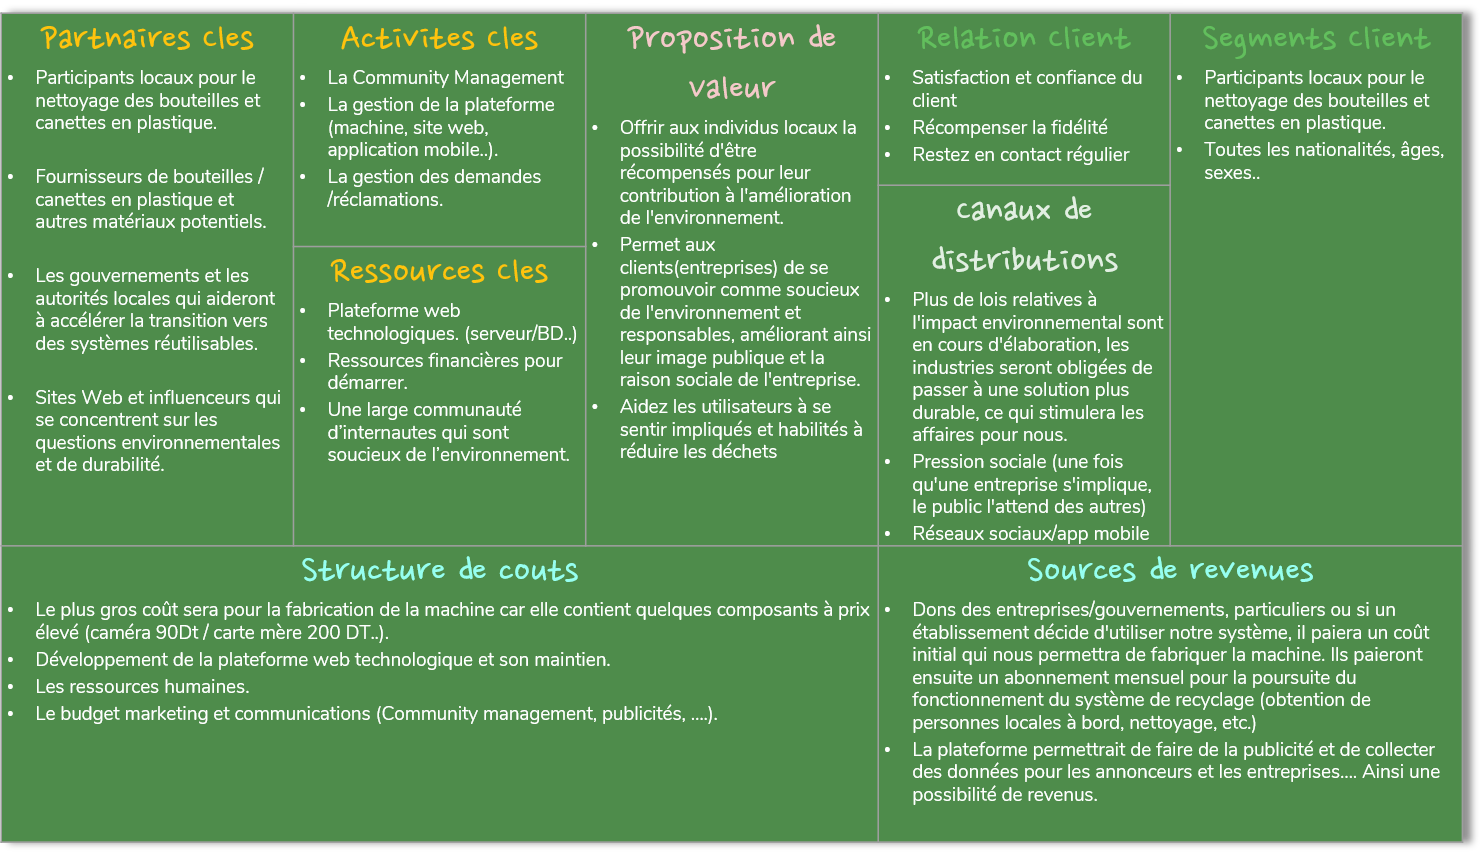 Partnaires Cles
• Participants locaux pour le
nettoyage des bouteilles et
canettes en plastique.
• Fournisseurs de bouteilles /
canettes en plastique et
autres matériaux potentiels.
• Les gouvernements et les
autorités locales qui aideront
à accélérer la transition vers
des systèmes réutilisables.
• Sites Web et influenceurs qui
se concentrent sur les
questions environnementales
et de durabilité.
Activites Cles
• La Community Management
• La gestion de la plateforme
(machine, site web,
application mobile..).
• La gestion des demandes
/réclamations.
Ressources Cles
• Plateforme web
technologiques. (serveur/BD..)
• Ressources financières pour
démarrer.
• Une large communauté
d'internautes qui sont
soucieux de l'environnement.
Proposition de
valeur
• Offrir aux individus locaux la
possibilité d'être
récompensés pour leur
contribution à l'amélioration
de l'environnement.
• Permet aux
clients(entreprises) de se
promouvoir comme soucieux
de l'environnement et
responsables, améliorant ainsi
leur image publique et la
raison sociale de l'entreprise.
• Aidez les utilisateurs à se
sentir impliqués et habilités à
réduire les déchets
Relation Client
• Satisfaction et confiance du
client
• Récompenser la fidélité
• Restez en contact régulier
Canaux de
distributions
• Plus de lois relatives à
l'impact environnemental sont
en cours d'élaboration, les
industries seront obligées de
passer à une solution plus
durable, ce qui stimulera les
affaires pour nous.
• Pression sociale (une fois
qu'une entreprise s'implique,
le public l'attend des autres)
• Réseaux sociaux/app mobile
Segments Client
• Participants locaux pour le
nettoyage des bouteilles et
canettes en plastique.
• Toutes les nationalités, âges,
sexes..
Structure de couts
• Le plus gros coût sera pour la fabrication de la machine car elle contient quelques composants à prix
élevé (caméra 90Dt / carte mère 200 DT..).
• Développement de la plateforme web technologique et son maintien.
• Les ressources humaines.
• Le budget marketing et communications (Community management, publicités, ....).
Sources de revenues
• Dons des entreprises/gouvernements, particuliers ou si un
établissement décide d'utiliser notre système, il paiera un coût
initial qui nous permettra de fabriquer la machine. Ils paieront
ensuite un abonnement mensuel pour la poursuite du
fonctionnement du système de recyclage (obtention de
personnes locales à bord, nettoyage, etc.)
• La plateforme permettrait de faire de la publicité et de collecter
des données pour les annonceurs et les entreprises.... Ainsi une
possibilité de revenus.